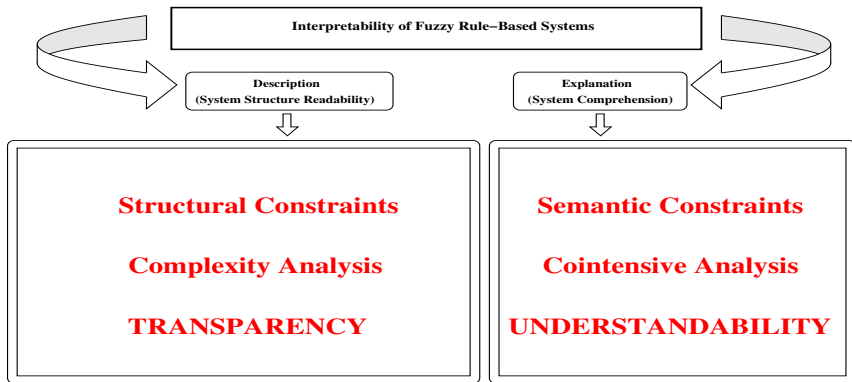 Interpretability of Fuzzy Rule−Based Systems
Description
(System Structure Readability)
Explanation
(System Comprehension)
Structural Constraints
Complexity Analysis
TRANSPARENCY
Semantic Constraints
Cointensive Analysis
UNDERSTANDABILITY